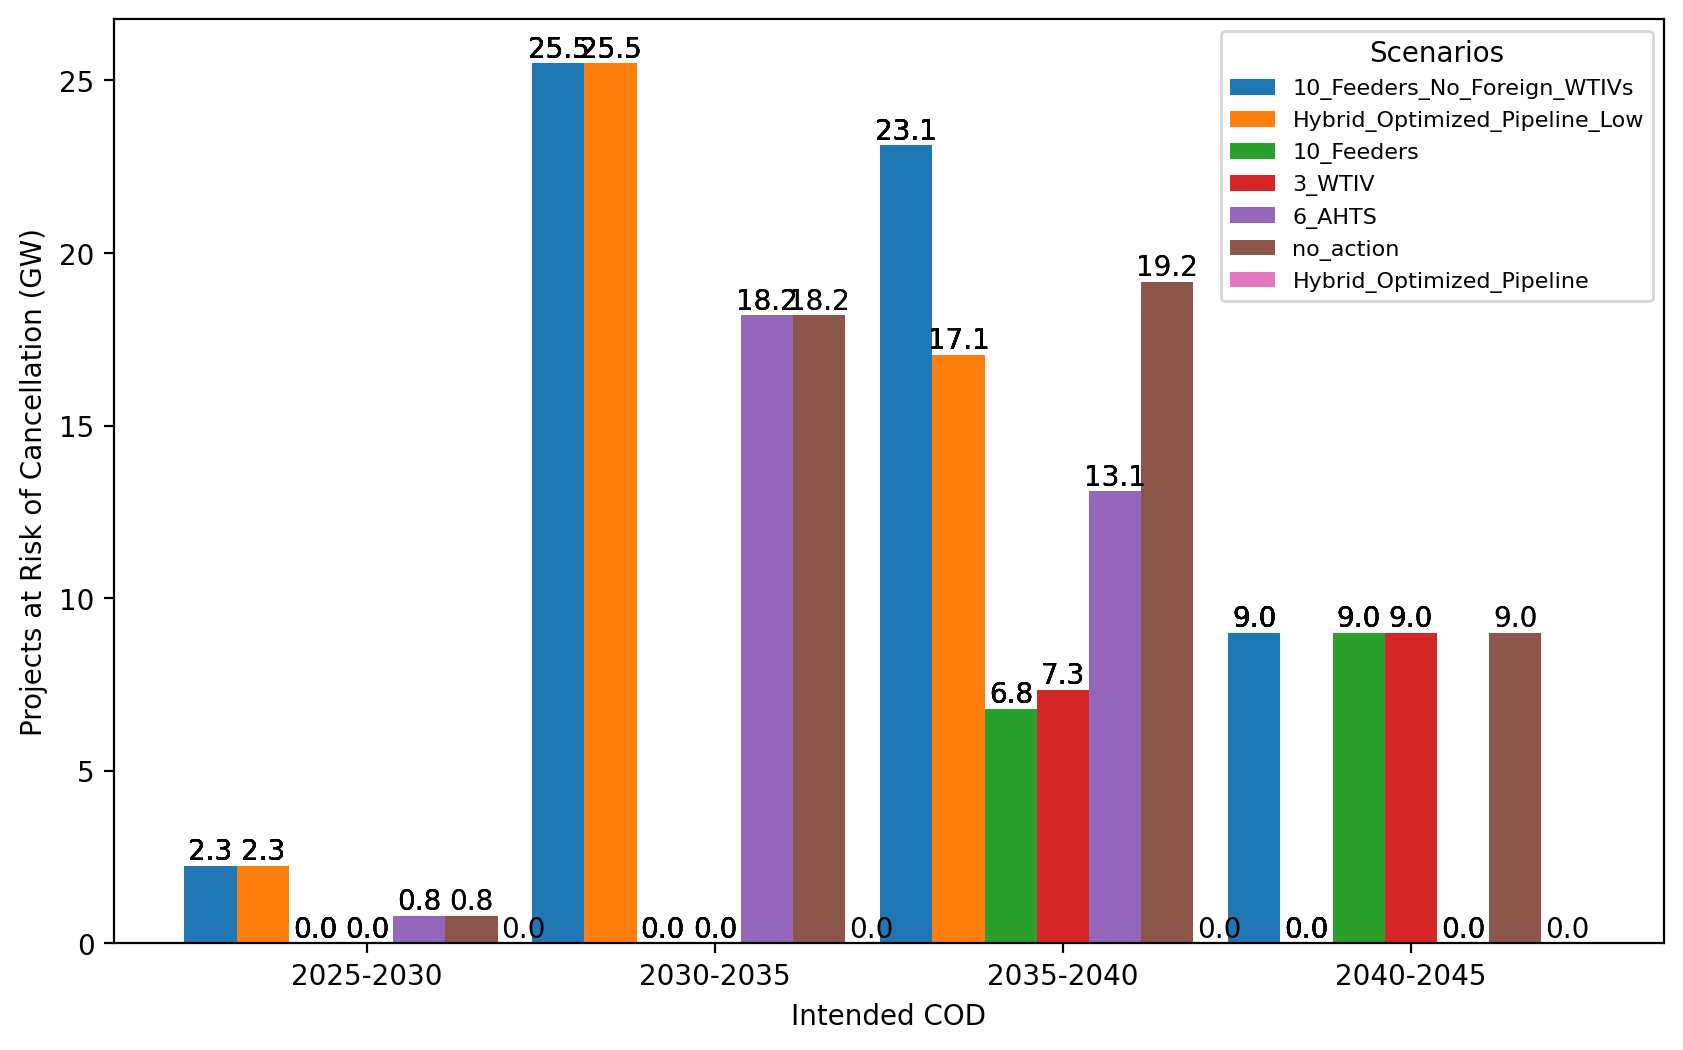 Scenarios
10_Feeders_No_Foreign_WTIVs
Hybrid_Optimized_Pipeline_Low
10_Feeders
3_WTIV
6_AHTS
no_action
Hybrid_Optimized_Pipeline
Projects at Risk of Cancellation (GW)
25
20
15
10
5
0
2.3 2.3 0.0 0.0 0.8 0.8 0.0
25.5 25.5 0.0 0.0 18.2 18.2 0.0
23.1 17.1 6.8 7.3 13.1 19.2 0.0
9.0 0.0 9.0 9.0 0.0 9.0 0.0
2025-2030 2030-2035 2035-2040 2040-2045
Intended COD